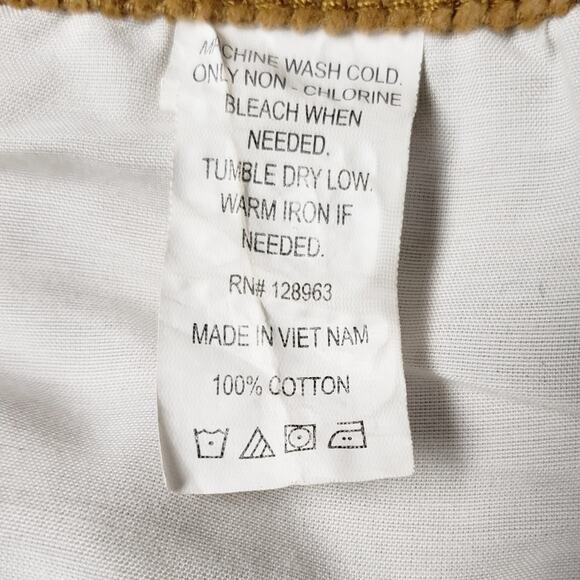 MACHINE WASH COLD.
ONLY NON - CHLORINE
BLEACH WHEN
NEEDED.
TUMBLE DRY LOW.
WARM IRON IF
NEEDED.
RN# 128963
MADE IN VIET NAM
100% COTTON